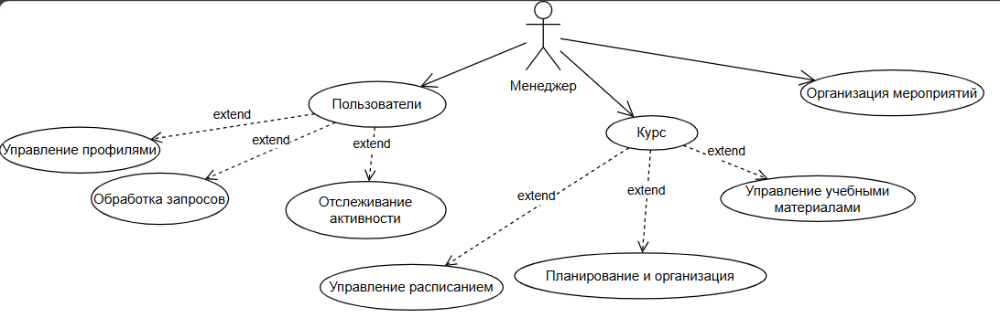 Менеджер
Пользователи
Организация мероприятий
Курс
extend
extend
extend
extend
extend
extend
Управление профилями
Обработка запросов
Отслеживание
активности
Управление учебными
материалами
Управление расписанием
Планирование и организация